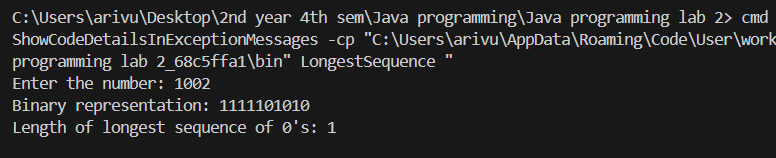 C:\Users\arivu\Desktop\2nd year 4th sem\Java programming\Java programming lab 2> cmd
ShowCodeDetailsInExceptionMessages -cp "C:\Users\arivu\AppData\Roaming\Code\User\work
programming lab 2_68c5ffa1\bin" LongestSequence "
Enter the number: 1002
Binary representation: 1111101010
Length of longest sequence of 0's: 1